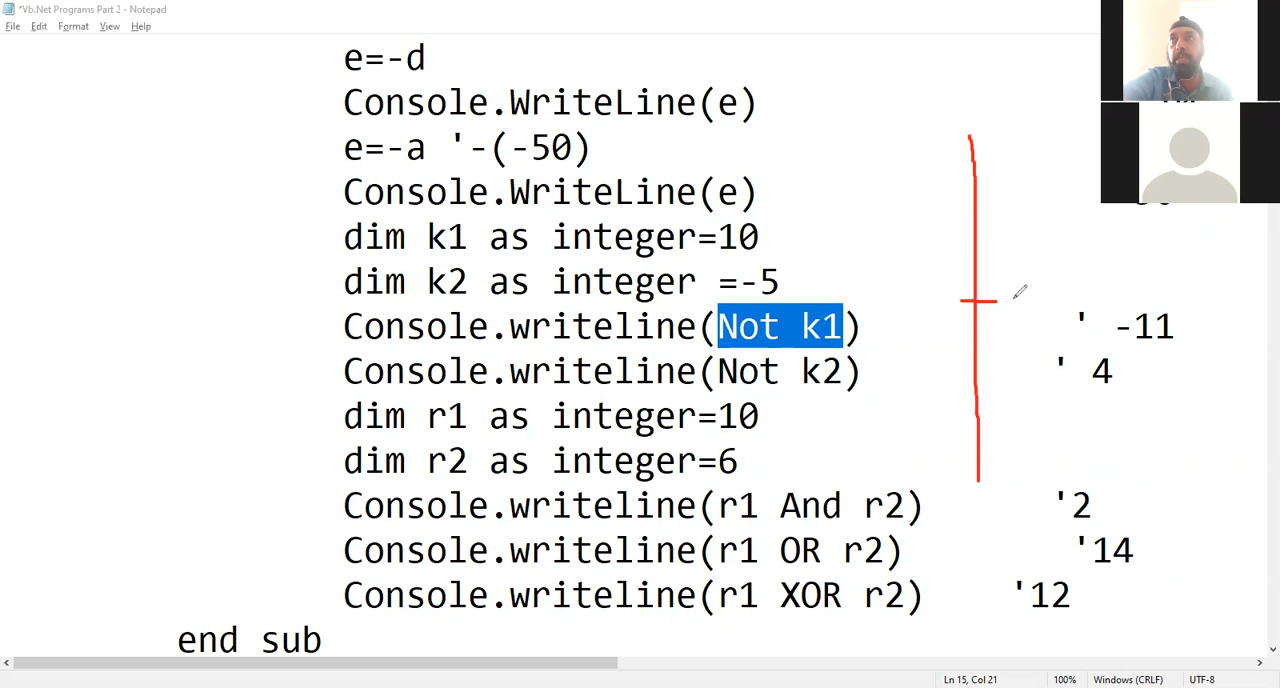 *Vb.Net Programs Part 2 - Notepad
File Edit Format View Help
e=-d
Console.WriteLine(e)
e=-a '-(-50)
Console.WriteLine(e)
dim k1 as integer=10
dim k2 as integer =-5
Console.writeline(Not k1) ' -11
Console.writeline(Not k2) ' 4
dim r1 as integer=10
dim r2 as integer=6
Console.writeline(r1 And r2) '2
Console.writeline(r1 OR r2) '14
Console.writeline(r1 XOR r2) '12
end sub
Ln 15, Col 21 100% Windows (CRLF) UTF-8